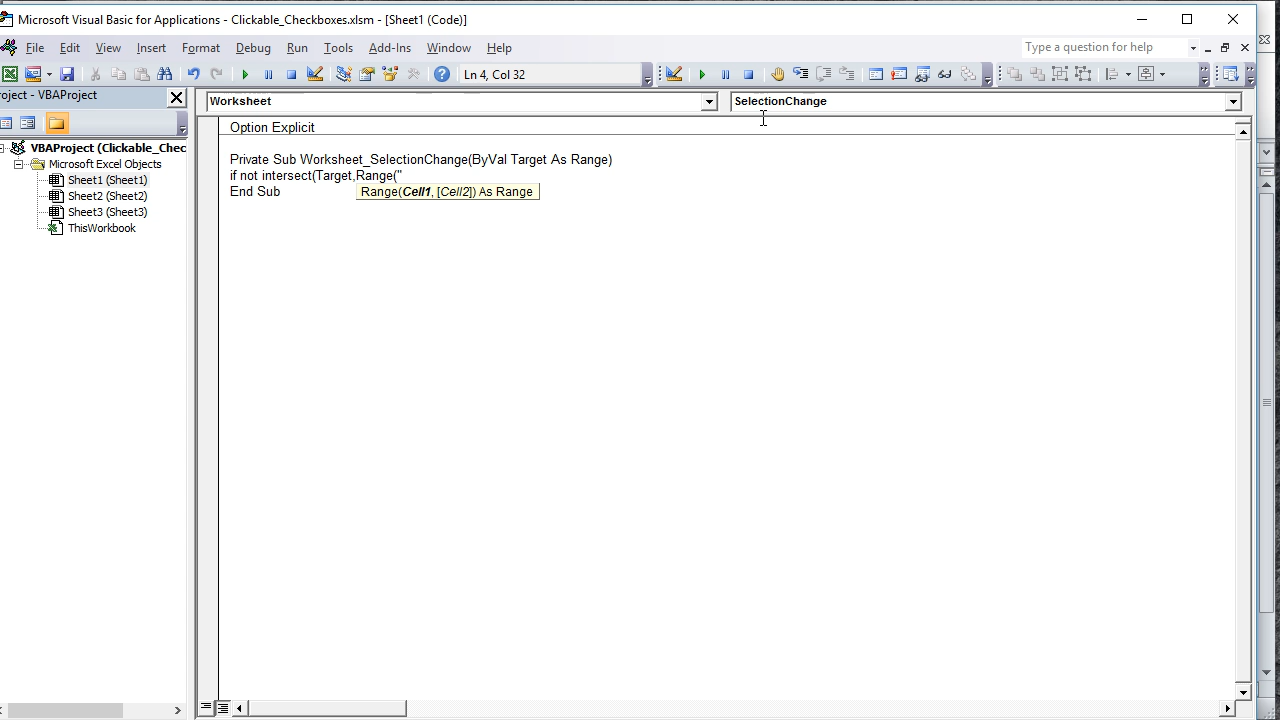 Microsoft Visual Basic for Applications - Clickable_Checkboxes.xlsm - [Sheet1 (Code)]
File Edit View Insert Format Debug Run Tools Add-Ins Window Help
Type a question for help
Ln 4, Col 32
roject - VBAProject
Worksheet
SelectionChange
VBAProject (Clickable_Chec
Microsoft Excel Objects
Sheet1 (Sheet1)
Sheet2 (Sheet2)
Sheet3 (Sheet3)
ThisWorkbook
Option Explicit
Private Sub Worksheet_SelectionChange(ByVal Target As Range)
if not intersect(Target,Range("
End Sub
Range(Cell1, [Cell2]) As Range